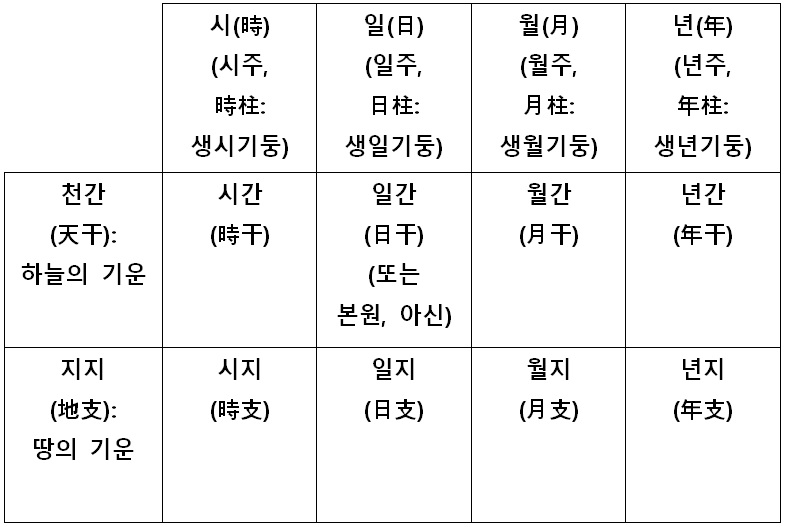 시(時)
(시주,
時柱:
생시기둥)
일(日)
(일주,
日柱:
생일기둥)
월(月)
(월주,
月柱:
생월기둥)
년(年)
(년주,
年柱:
생년기둥)
천간
(天干):
하늘의 기운
시간
(時干)
일간
(日干)
(또는
본원, 아신)
월간
(月干)
년간
(年干)
지지
(地支):
땅의 기운
시지
(時支)
일지
(日支)
월지
(月支)
년지
(年支)